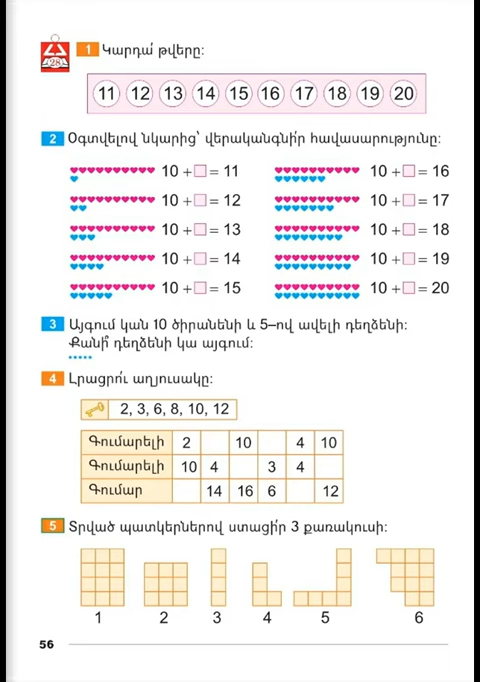 28
1 Կարդա՛ թվերը։
11 12 13 14 15 16 17 18 19 20
2 Օգտվելով նկարից՝ վերականգնի՛ր հավասարությունը։
10 + = 11 10 + = 16
10 + = 12 10 + = 17
10 + = 13 10 + = 18
10 + = 14 10 + = 19
10 + = 15 10 + = 20
3 Այգում կան 10 ծիրանենի և 5–ով ավելի դեղձենի։
Քանի՞ դեղձենի կա այգում։
4 Լրացրո՛ւ աղյուսակը։
2, 3, 6, 8, 10, 12
Գումարելի 2 10 4 10
Գումարելի 10 4 3 4
Գումար 14 16 6 12
5 Տրված պատկերներով ստացի՛ր 3 քառակուսի։
1 2 3 4 5 6
56